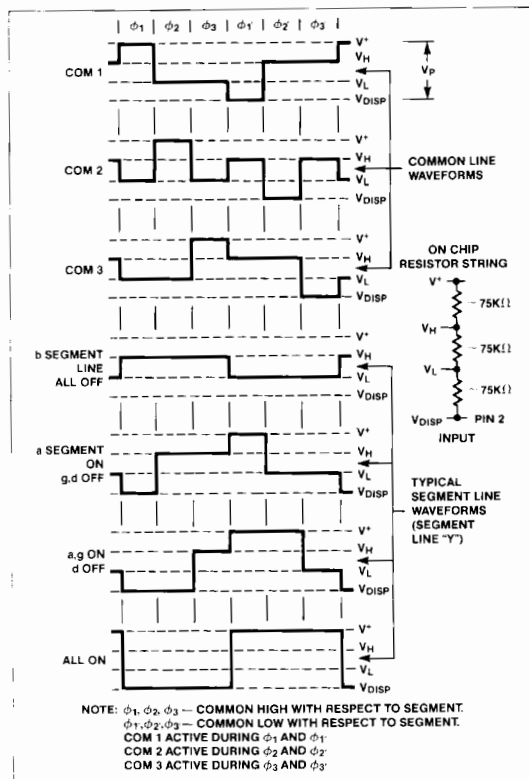 ϕ1 ϕ2 ϕ3 ϕ1' ϕ2' ϕ3'
COM 1
V+
VH
VL
VDISP
VP
COM 2
V+
VH
VL
VDISP
COMMON LINE
WAVEFORMS
COM 3
V+
VH
VL
VDISP
ON CHIP
RESISTOR STRING
V+
~75KΩ
VH
~75KΩ
VL
~75KΩ
VDISP
PIN 2
INPUT
b SEGMENT
LINE
ALL OFF
V+
VH
VL
VDISP
a SEGMENT
ON
g,d OFF
V+
VH
VL
VDISP
TYPICAL
SEGMENT LINE
WAVEFORMS
(SEGMENT
LINE "Y")
a,g ON
d OFF
V+
VH
VL
VDISP
ALL ON
V+
VH
VL
VDISP
NOTE: ϕ1, ϕ2, ϕ3 — COMMON HIGH WITH RESPECT TO SEGMENT.
ϕ1', ϕ2', ϕ3' — COMMON LOW WITH RESPECT TO SEGMENT.
COM 1 ACTIVE DURING ϕ1 AND ϕ1'
COM 2 ACTIVE DURING ϕ2 AND ϕ2'
COM 3 ACTIVE DURING ϕ3 AND ϕ3'